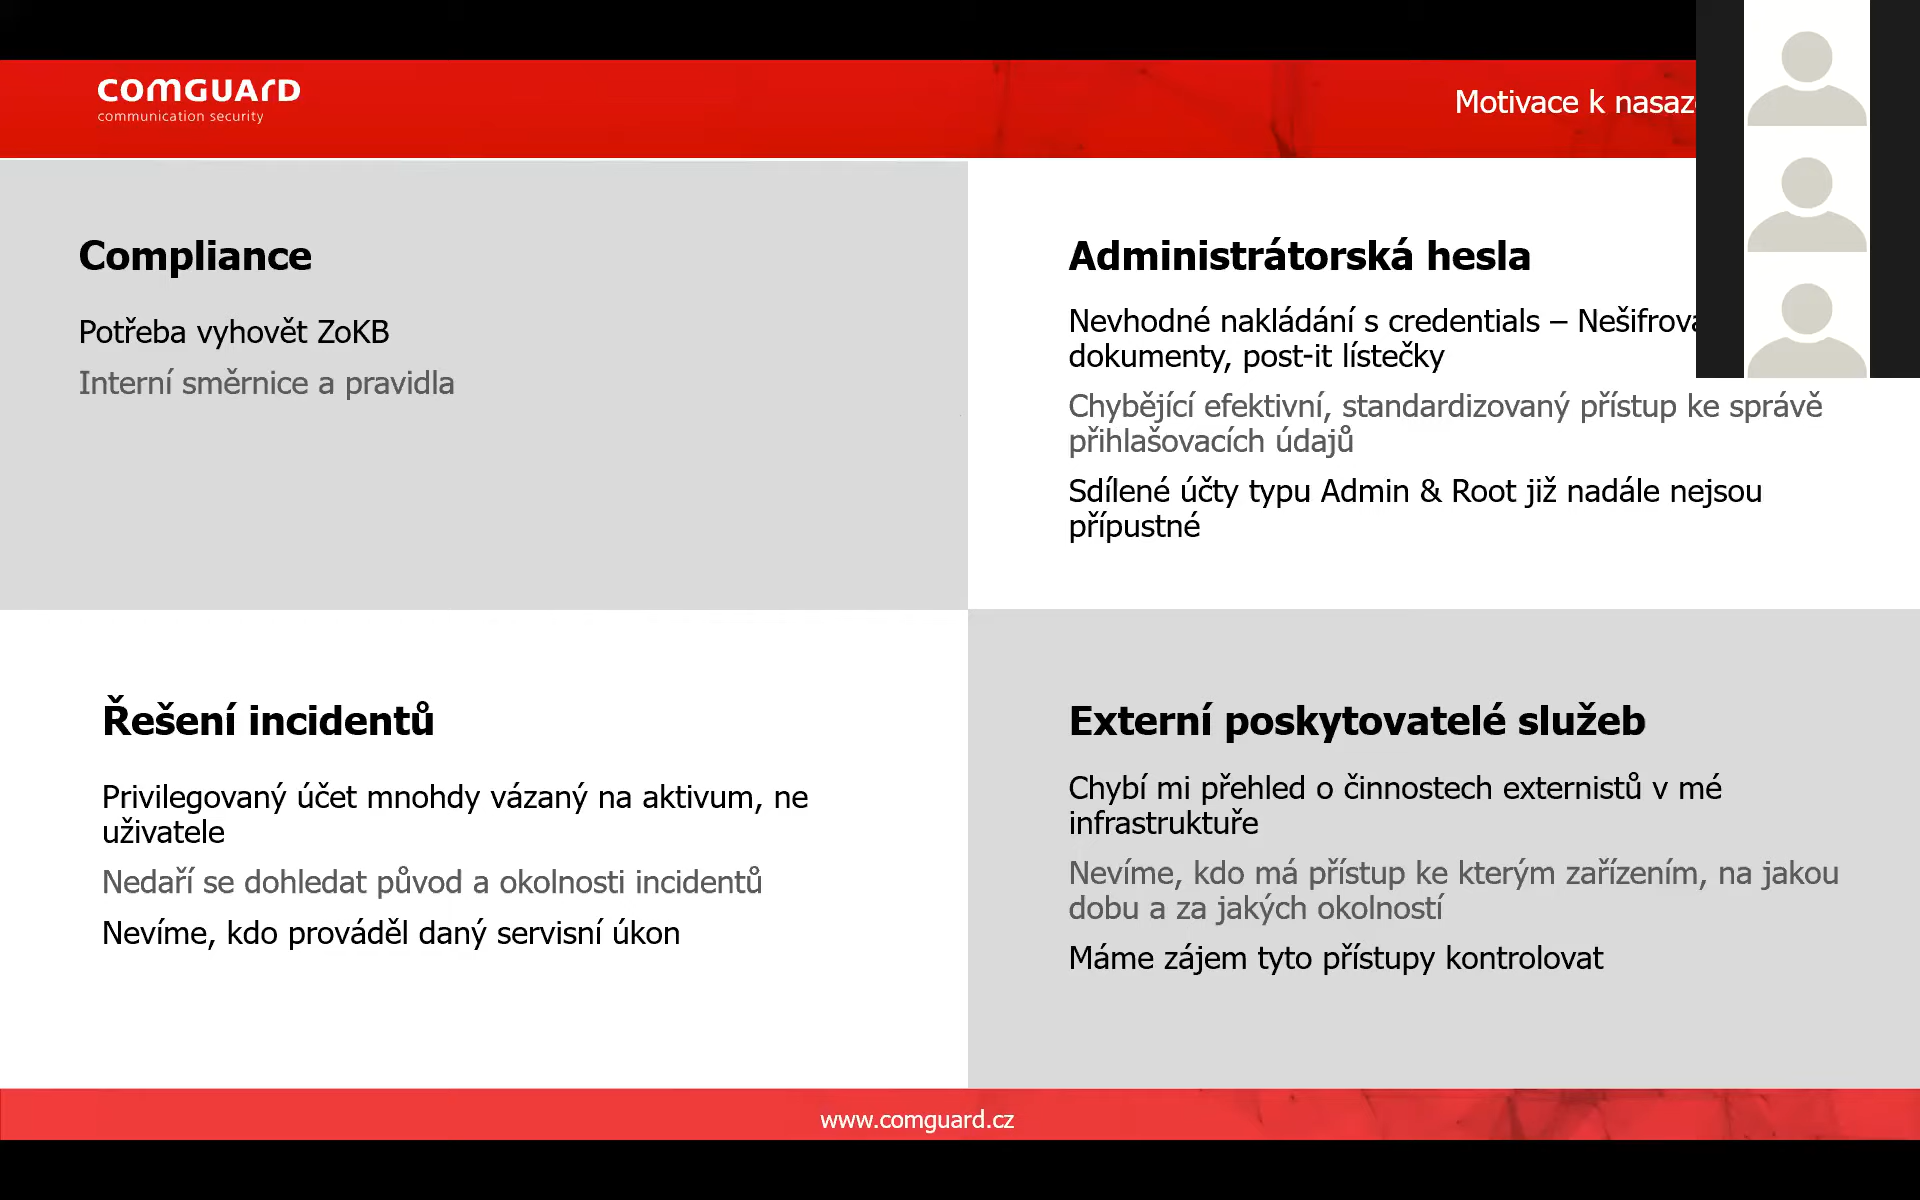 COMGUARD
communication security
Motivace k
Compliance
Potřeba vyhovět ZoKB
Interní směrnice a pravidla
Administrátorská hesla
Nevhodné nakládání s credentials –
dokumenty, post-it lístečky
Chybějící efektivní, standardizovaný přístup ke správě
přihlašovacích údajů
Sdílené účty typu Admin & Root již nadále nejsou
přípustné
Řešení incidentů
Privilegovaný účet mnohdy vázaný na aktivum, ne
uživatele
Nedaří se dohledat původ a okolnosti incidentů
Nevíme, kdo prováděl daný servisní úkon
Externí poskytovatelé služeb
Chybí mi přehled o činnostech externistů v mé
infrastruktuře
Nevíme, kdo má přístup ke kterým zařízením, na jakou
dobu a za jakých okolností
Máme zájem tyto přístupy kontrolovat
www.comguard.cz